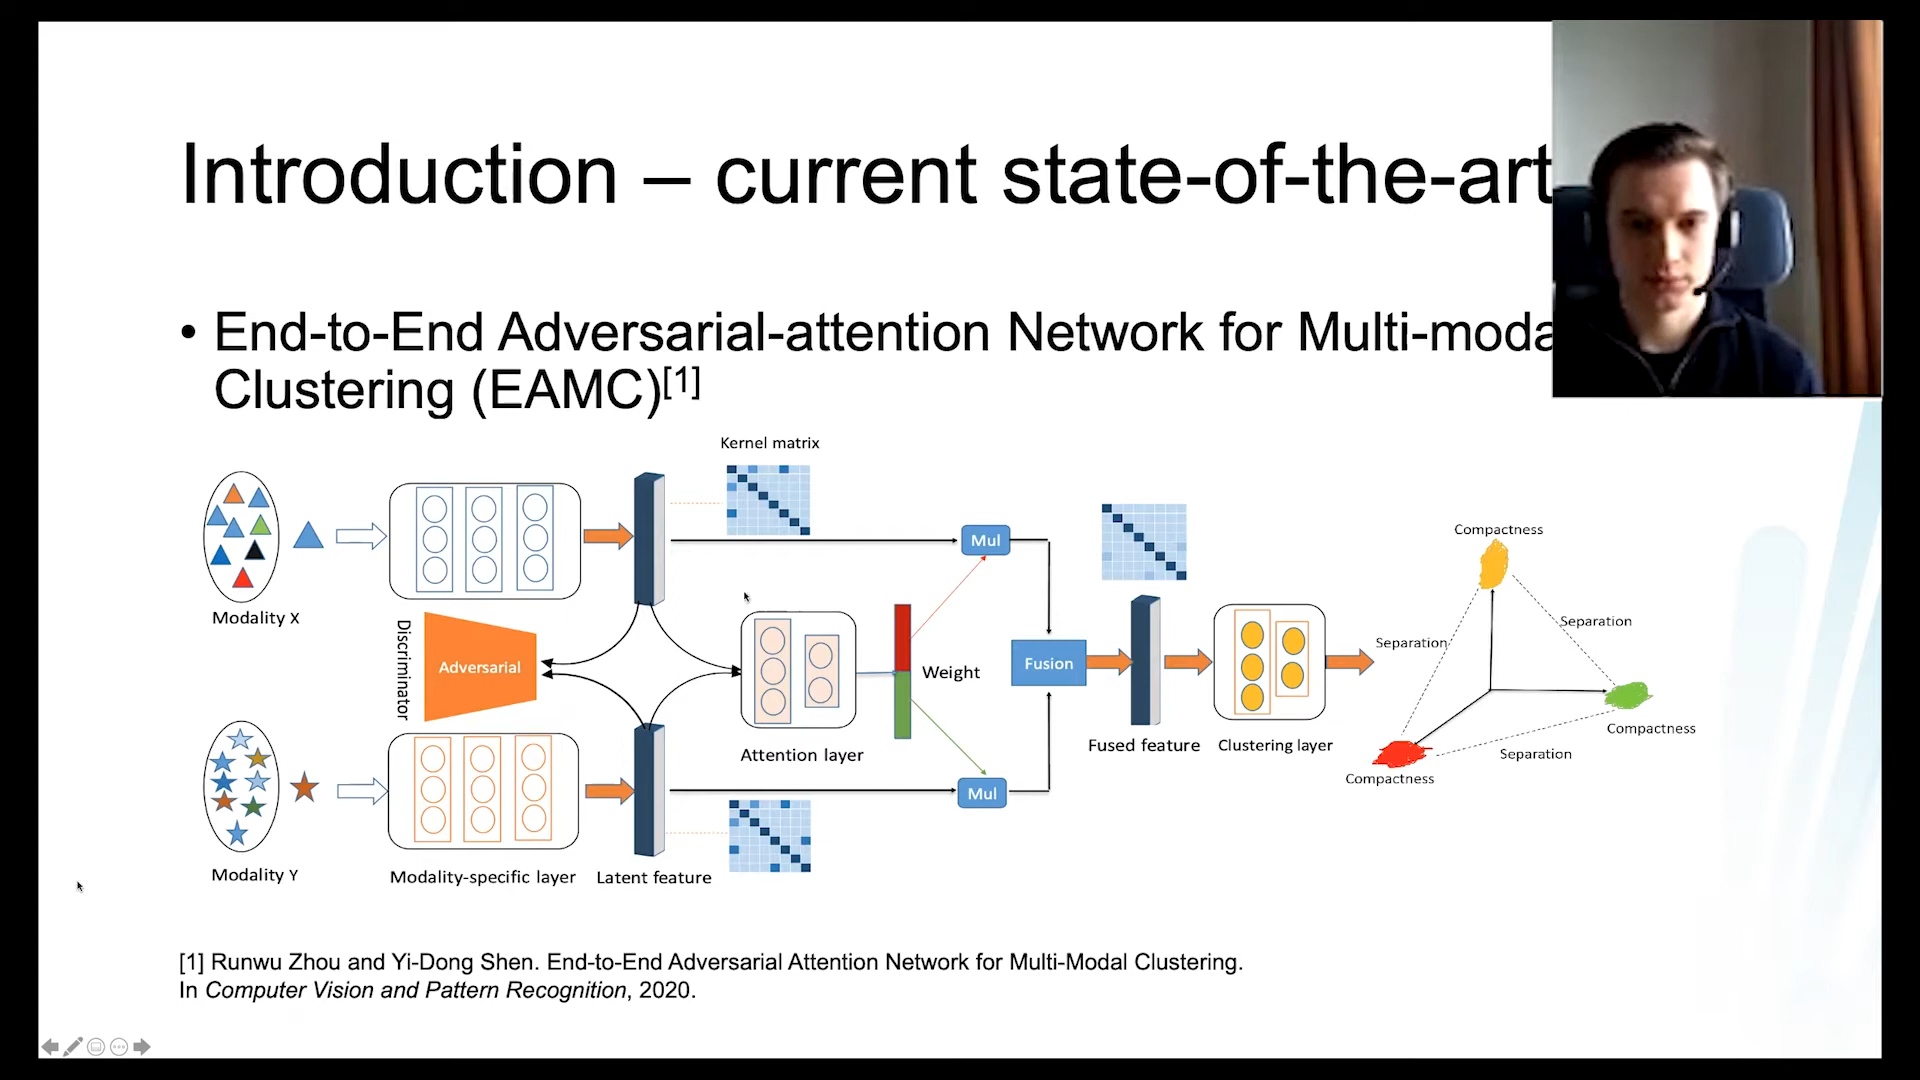 Introduction – current state-of-the-art
• End-to-End Adversarial-attention Network for Multi-moda
Clustering (EAMC)[1]
Kernel matrix
Compactness
Mul
Modality X
Discriminator
Adversarial
Weight
Fusion
Separation
Separation
Attention layer
Fused feature
Clustering layer
Compactness
Separation
Compactness
Mul
Modality Y
Modality-specific layer
Latent feature
[1] Runwu Zhou and Yi-Dong Shen. End-to-End Adversarial Attention Network for Multi-Modal Clustering.
In Computer Vision and Pattern Recognition, 2020.